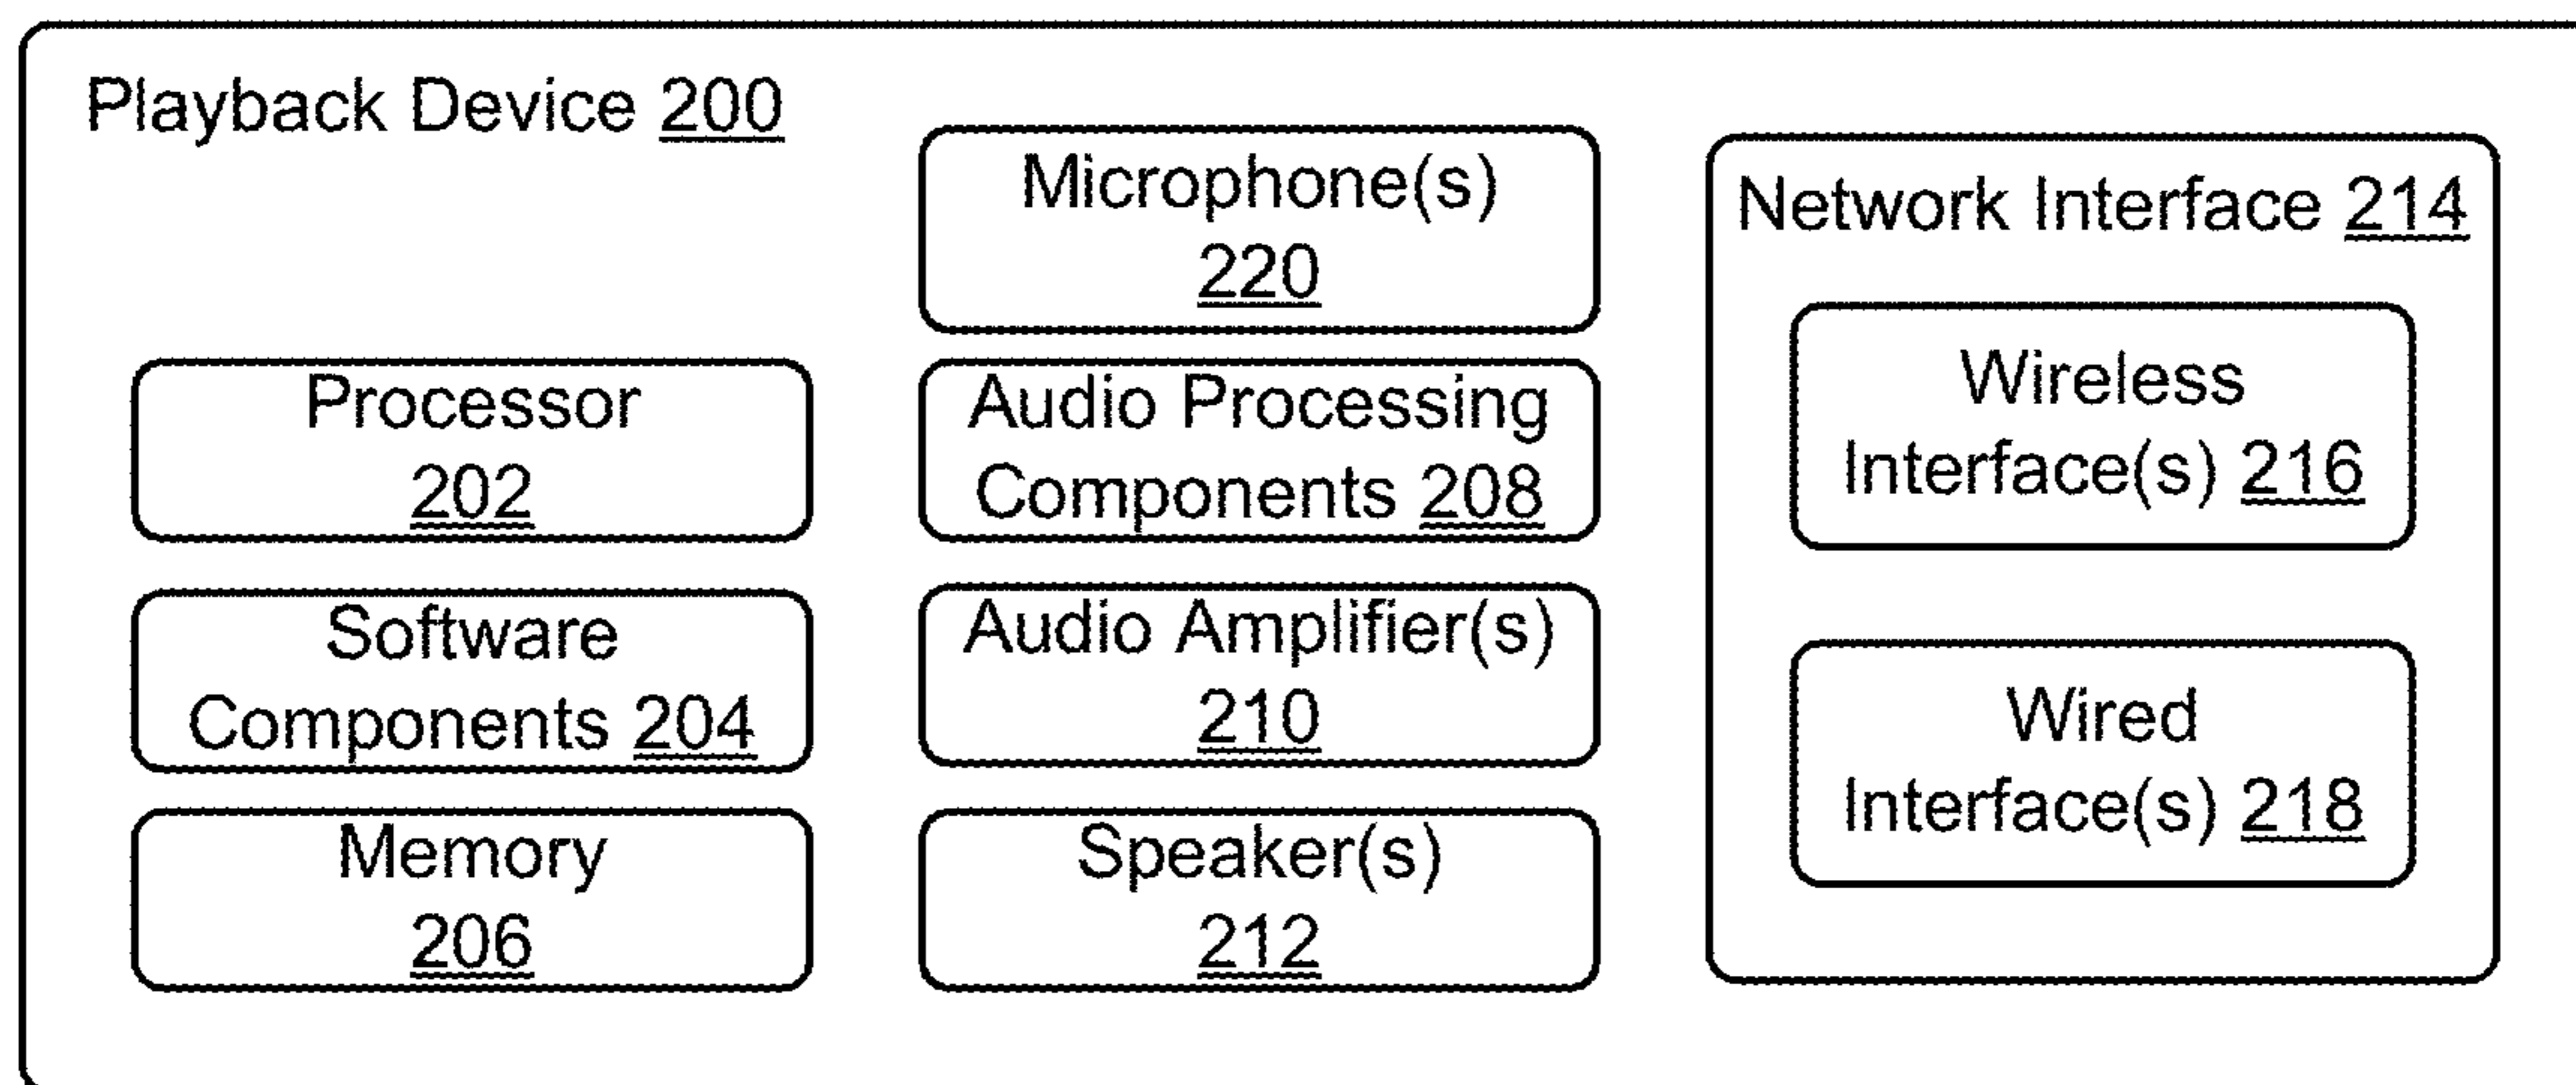 Playback Device 200
Processor
202
Software
Components 204
Memory
206
Microphone(s)
220
Audio Processing
Components 208
Audio Amplifier(s)
210
Speaker(s)
212
Network Interface 214
Wireless
Interface(s) 216
Wired
Interface(s) 218